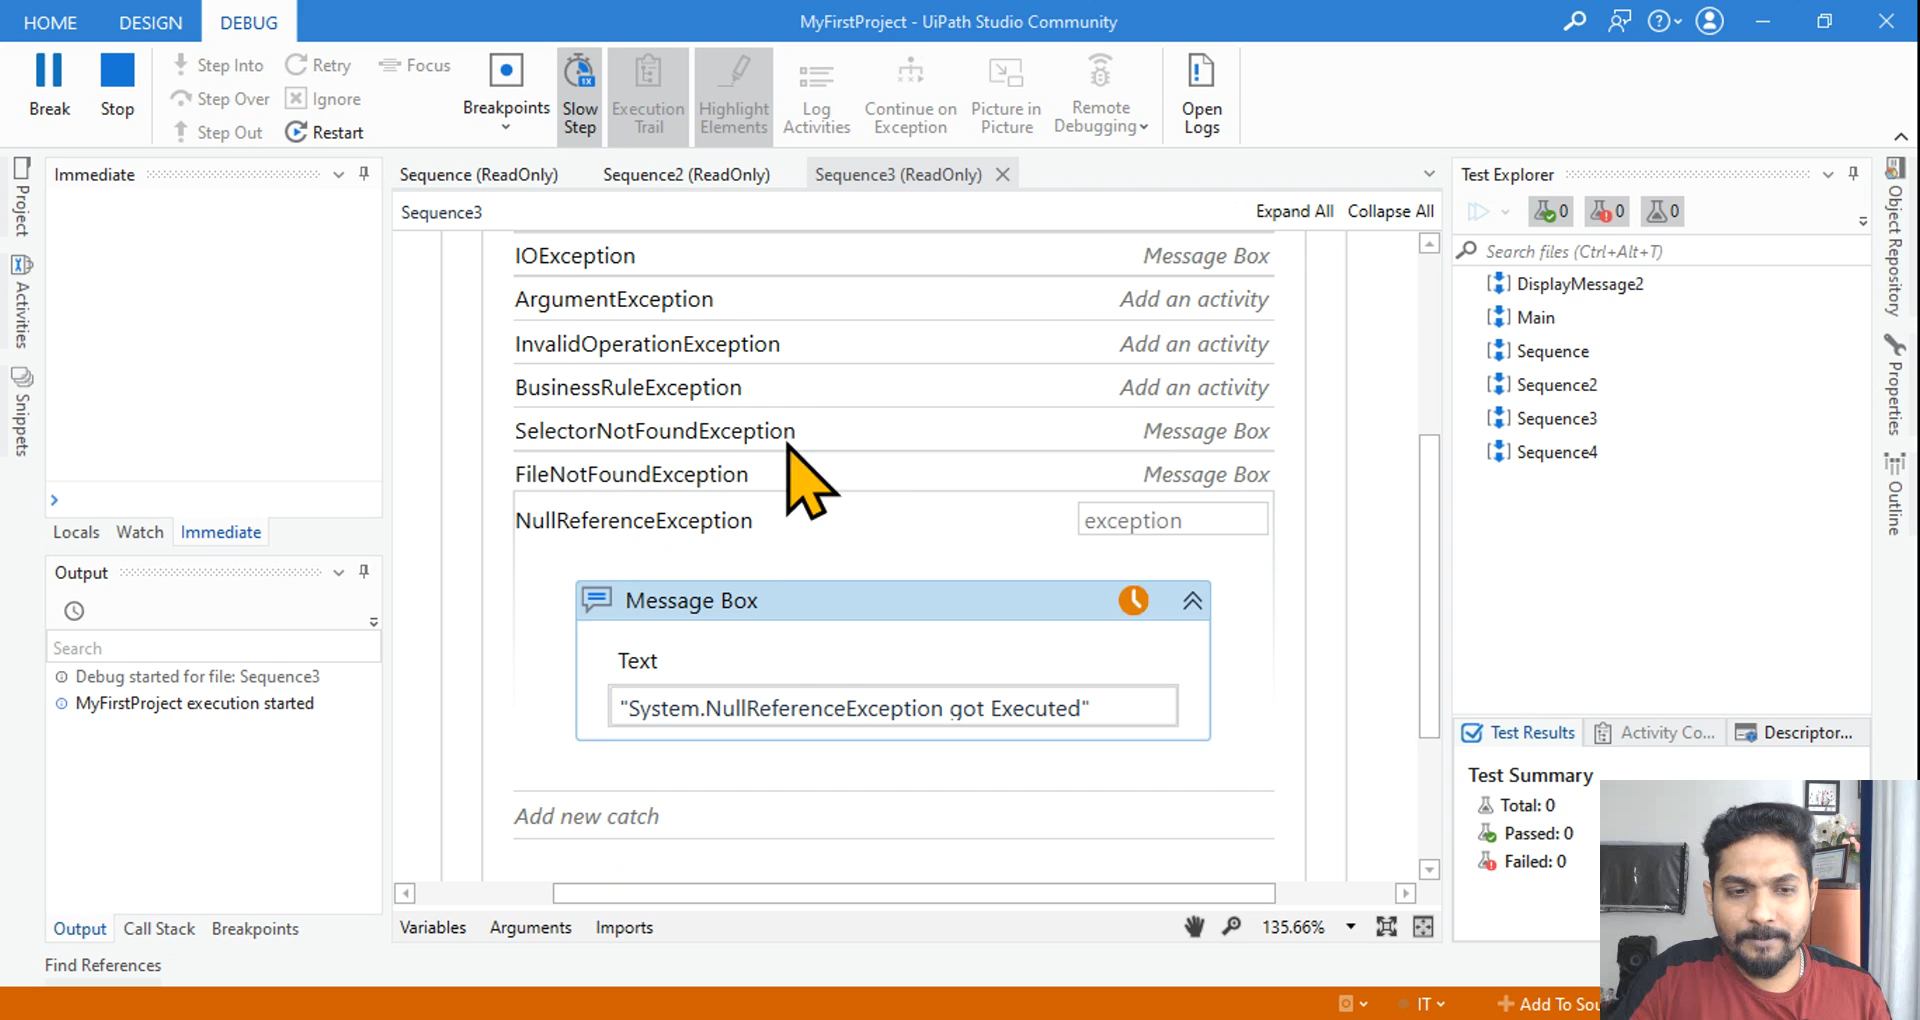 HOME DESIGN DEBUG MyFirstProject - UiPath Studio Community
Break
Stop
Step Into
Step Over
Step Out
Retry
Ignore
Restart
Focus
Breakpoints
Slow
Step
Execution
Trail
Highlight
Elements
Log
Activities
Continue on
Exception
Picture in
Picture
Remote
Debugging
Open
Logs
Project
Activities
Snippets
Immediate
Locals Watch Immediate
Output
Search
Debug started for file: Sequence3
MyFirstProject execution started
Output Call Stack Breakpoints
Find References
Sequence (ReadOnly) Sequence2 (ReadOnly) Sequence3 (ReadOnly)
Sequence3 Expand All Collapse All
IOException Message Box
ArgumentException Add an activity
InvalidOperationException Add an activity
BusinessRuleException Add an activity
SelectorNotFoundException Message Box
FileNotFoundException Message Box
NullReferenceException exception
Message Box
Text
"System.NullReferenceException got Executed"
Add new catch
Variables Arguments Imports 135.66%
Test Explorer
0 0 0
Search files (Ctrl+Alt+T)
DisplayMessage2
Main
Sequence
Sequence2
Sequence3
Sequence4
Test Results Activity Co... Descriptor...
Test Summary
Total: 0
Passed: 0
Failed: 0
Object Repository
Properties
Outline
IT + Add To